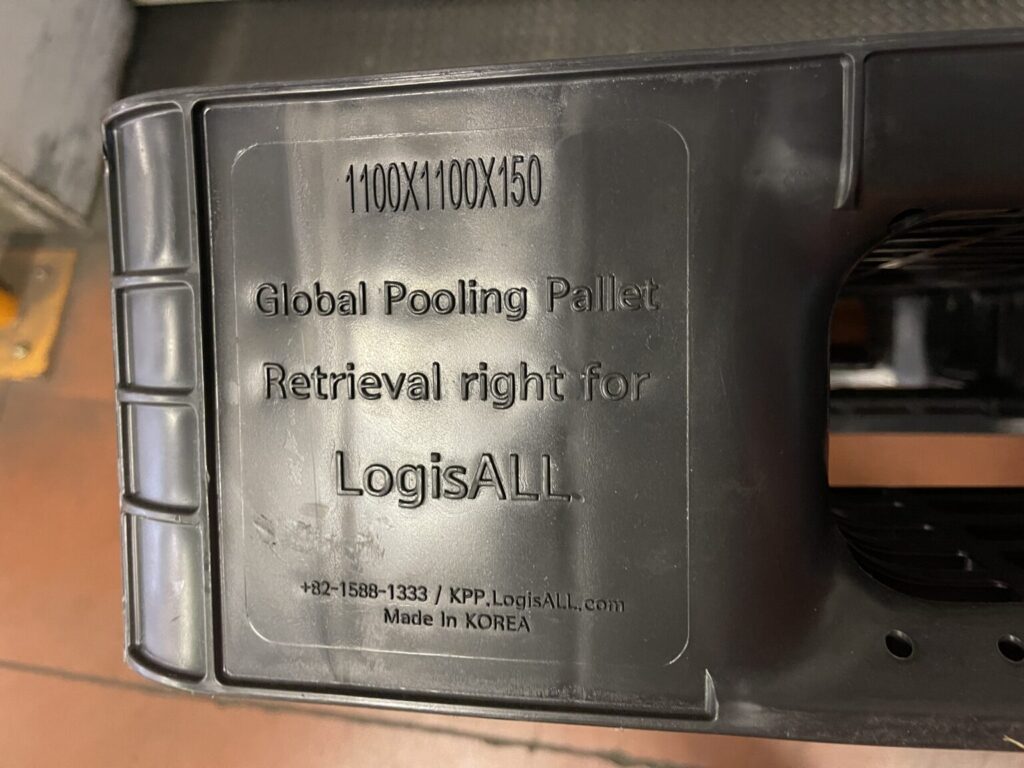 1100X1100X150
Global Pooling Pallet
Retrieval right for
LogisALL
+82-1588-1333 / KPP.LogisALL.com
Made In KOREA